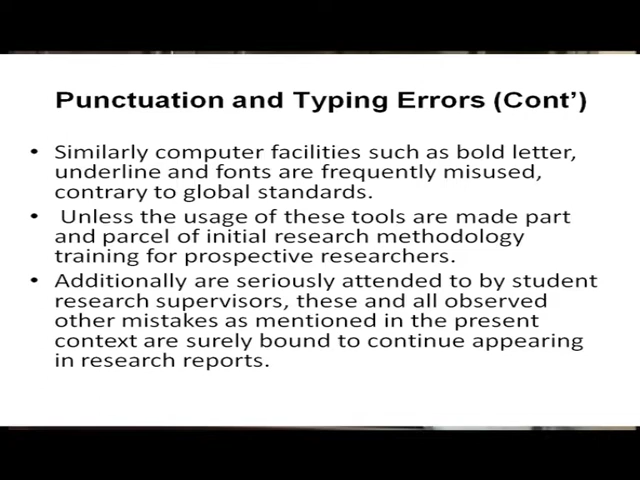 Punctuation and Typing Errors (Cont’)
• Similarly computer facilities such as bold letter,
underline and fonts are frequently misused,
contrary to global standards.
• Unless the usage of these tools are made part
and parcel of initial research methodology
training for prospective researchers.
• Additionally are seriously attended to by student
research supervisors, these and all observed
other mistakes as mentioned in the present
context are surely bound to continue appearing
in research reports.